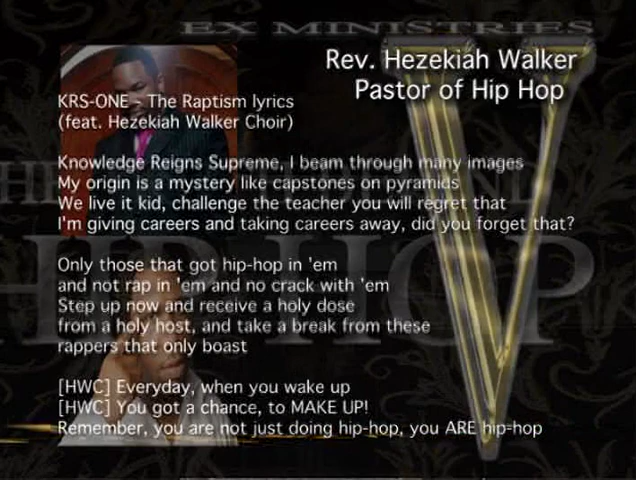 EX MINISTRIES
Rev. Hezekiah Walker
Pastor of Hip Hop
KRS-ONE - The Raptism lyrics
(feat. Hezekiah Walker Choir)
Knowledge Reigns Supreme, I beam through many images
My origin is a mystery like capstones on pyramids
We live it kid, challenge the teacher you will regret that
I'm giving careers and taking careers away, did you forget that?
Only those that got hip-hop in 'em
and not rap in 'em and no crack with 'em
Step up now and receive a holy dose
from a holy host, and take a break from these
rappers that only boast
[HWC] Everyday, when you wake up
[HWC] You got a chance, to MAKE UP!
Remember, you are not just doing hip-hop, you ARE hip-hop
HIP HOP
V